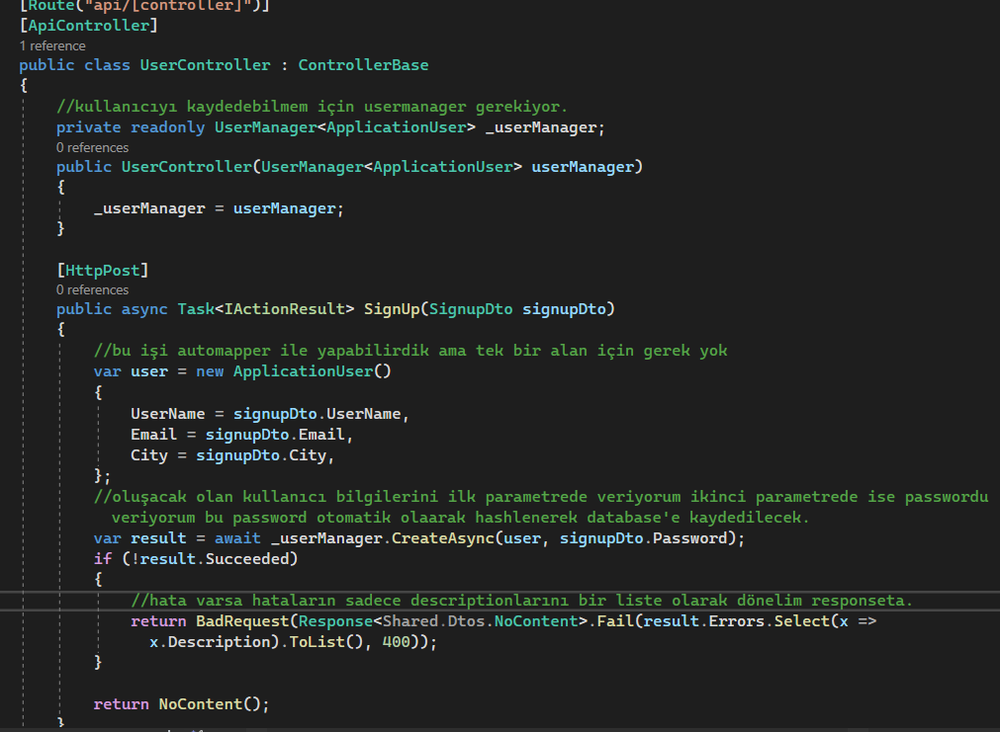 [Route("api/[controller]")]
[ApiController]
1 reference
public class UserController : ControllerBase
{
//kullanıcıyı kaydedebilmem için usermanager gerekiyor.
private readonly UserManager<ApplicationUser> _userManager;
0 references
public UserController(UserManager<ApplicationUser> userManager)
{
_userManager = userManager;
}
[HttpPost]
0 references
public async Task<IActionResult> SignUp(SignupDto signupDto)
{
//bu işi automapper ile yapabilirdik ama tek bir alan için gerek yok
var user = new ApplicationUser()
{
UserName = signupDto.UserName,
Email = signupDto.Email,
City = signupDto.City,
};
//oluşacak olan kullanıcı bilgilerini ilk parametrede veriyorum ikinci parametrede ise passwordu
veriyorum bu password otomatik olaarak hashlenerek database'e kaydedilecek.
var result = await _userManager.CreateAsync(user, signupDto.Password);
if (!result.Succeeded)
{
//hata varsa hataların sadece descriptionlarını bir liste olarak dönelim responseta.
return BadRequest(Response<Shared.Dtos.NoContent>.Fail(result.Errors.Select(x =>
x.Description).ToList(), 400));
}
return NoContent();
}